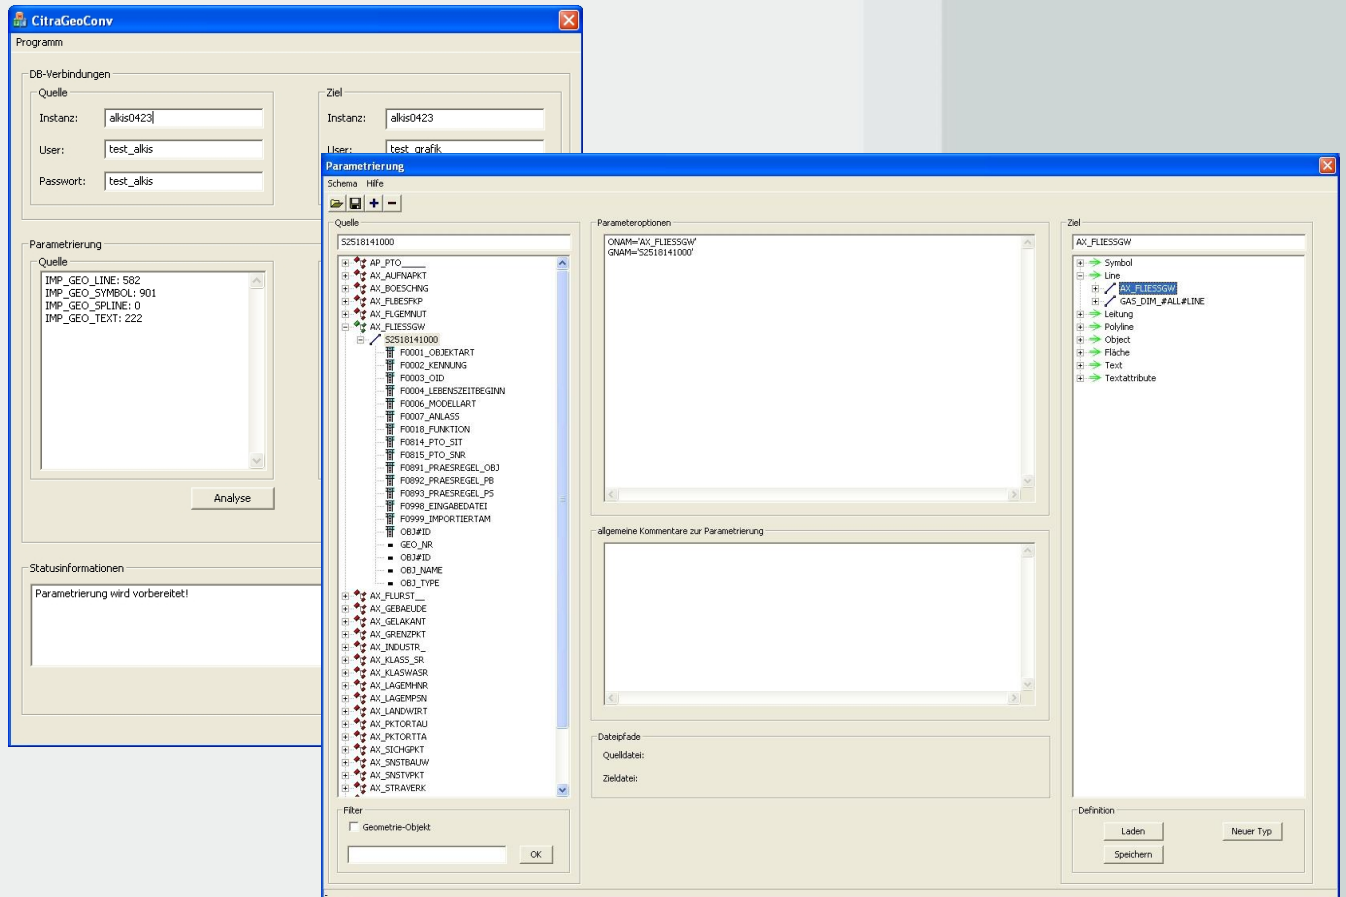 CitraGeoConv
Programm
DB-Verbindungen
Quelle
Instanz: alkis0423
User: test_alkis
Passwort: test_alkis
Ziel
Instanz: alkis0423
User: test_grafik
Parametrierung
Quelle
IMP_GEO_LINE: 582
IMP_GEO_SYMBOL: 901
IMP_GEO_SPLINE: 0
IMP_GEO_TEXT: 222
Analyse
Statusinformationen
Parametrierung wird vorbereitet!
Parametrierung
Schema Hilfe
Quelle
S2518141000
AP_PTO_____
AX_AUFNAPKT
AX_BOESCHNG
AX_FLBESFKP
AX_FLGEMNUT
AX_FLIESSGW
S2518141000
F0001_OBJEKTART
F0002_KENNUNG
F0003_OID
F0004_LEBENSZEITBEGINN
F0006_MODELLART
F0007_ANLASS
F0018_FUNKTION
F0814_PTO_SIT
F0815_PTO_SNR
F0891_PRAESREGEL_OBJ
F0892_PRAESREGEL_PB
F0893_PRAESREGEL_PS
F0998_EINGABEDATEI
F0999_IMPORTIERTAM
OBJ#ID
GEO_NR
OBJ#ID
OBJ_NAME
OBJ_TYPE
AX_FLURST__
AX_GEBAEUDE
AX_GELAKANT
AX_GRENZPKT
AX_INDUSTR_
AX_KLASS_SR
AX_KLASWASR
AX_LAGEMHNR
AX_LAGEMPSN
AX_LANDWIRT
AX_PKTORTAU
AX_PKTORTTA
AX_SICHGPKT
AX_SNSTBAUW
AX_SNSTVPKT
AX_STRAVERK
Filter
Geometrie-Objekt
OK
Parameteroptionen
ONAM='AX_FLIESSGW'
GNAM='S2518141000'
allgemeine Kommentare zur Parametrierung
Dateipfade
Quelldatei:
Zieldatei:
Ziel
AX_FLIESSGW
Symbol
Line
AX_FLIESSGW
GAS_DIM_#ALL#LINE
Leitung
Polyline
Object
Fläche
Text
Textattribute
Definition
Laden Neuer Typ
Speichern